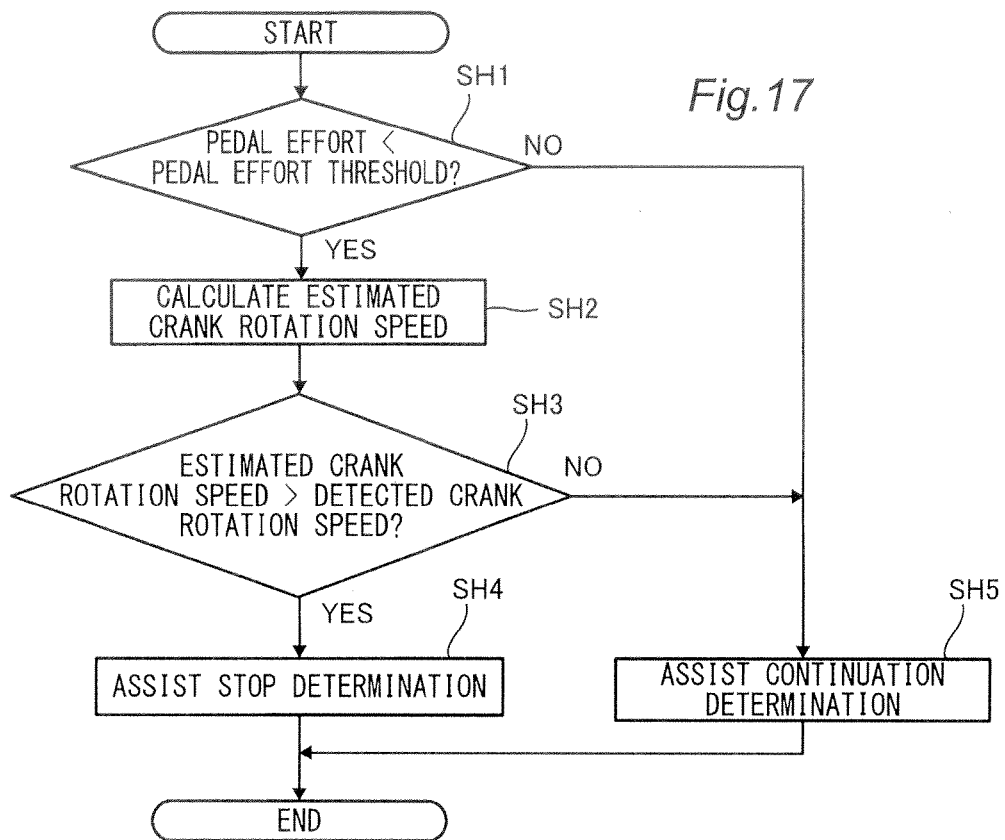 START
Fig.17
SH1
PEDAL EFFORT <
PEDAL EFFORT THRESHOLD?
NO
YES
CALCULATE ESTIMATED
CRANK ROTATION SPEED
SH2
SH3
ESTIMATED CRANK
ROTATION SPEED > DETECTED CRANK
ROTATION SPEED?
NO
YES
SH4
SH5
ASSIST STOP DETERMINATION
ASSIST CONTINUATION
DETERMINATION
END